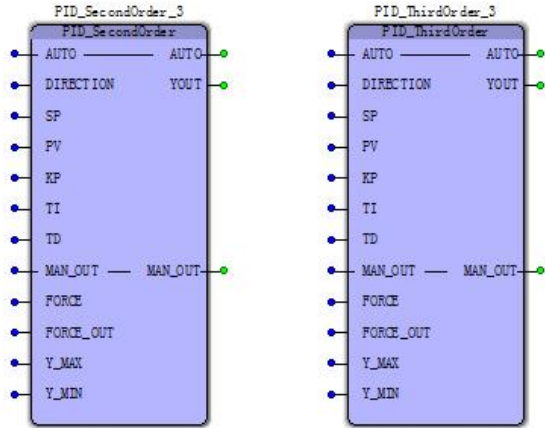 PID_SecondOrder_3
PID_SecondOrder
AUTO AUTO
DIRECTION YOUT
SP
PV
KP
TI
TD
MAN_OUT MAN_OUT
FORCE
FORCE_OUT
Y_MAX
Y_MIN
PID_ThirdOrder_3
PID_ThirdOrder
AUTO AUTO
DIRECTION YOUT
SP
PV
KP
TI
TD
MAN_OUT MAN_OUT
FORCE
FORCE_OUT
Y_MAX
Y_MIN